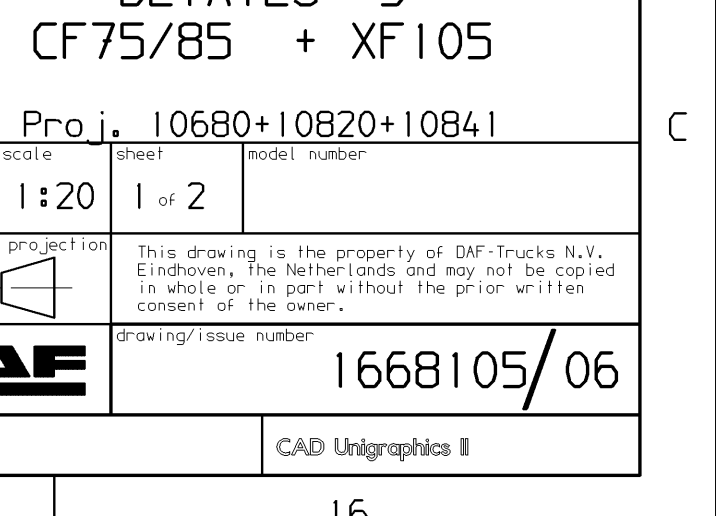 CF75/85 + XF105
Proj. 10680+10820+10841
C
scale
sheet
model number
1:20
1 of 2
projection
This drawing is the property of DAF-Trucks N.V.
Eindhoven, the Netherlands and may not be copied
in whole or in part without the prior written
consent of the owner.
drawing/issue number
1668105/06
CAD Unigraphics II
16